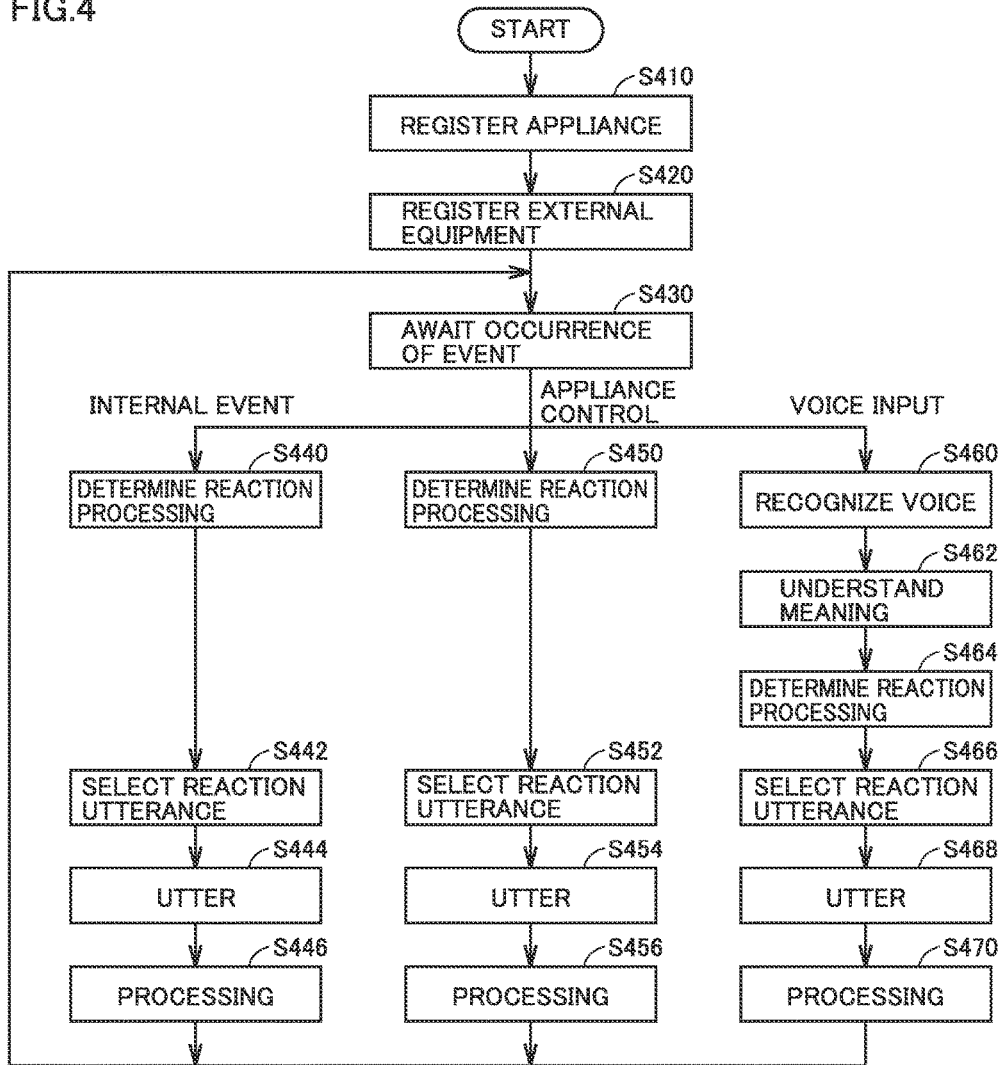 FIG.4
START
S410
REGISTER APPLIANCE
S420
REGISTER EXTERNAL
EQUIPMENT
S430
AWAIT OCCURRENCE
OF EVENT
INTERNAL EVENT
APPLIANCE
CONTROL
VOICE INPUT
S440
DETERMINE REACTION
PROCESSING
S450
DETERMINE REACTION
PROCESSING
S460
RECOGNIZE VOICE
S462
UNDERSTAND
MEANING
S464
DETERMINE REACTION
PROCESSING
S442
SELECT REACTION
UTTERANCE
S452
SELECT REACTION
UTTERANCE
S466
SELECT REACTION
UTTERANCE
S444
UTTER
S454
UTTER
S468
UTTER
S446
PROCESSING
S456
PROCESSING
S470
PROCESSING